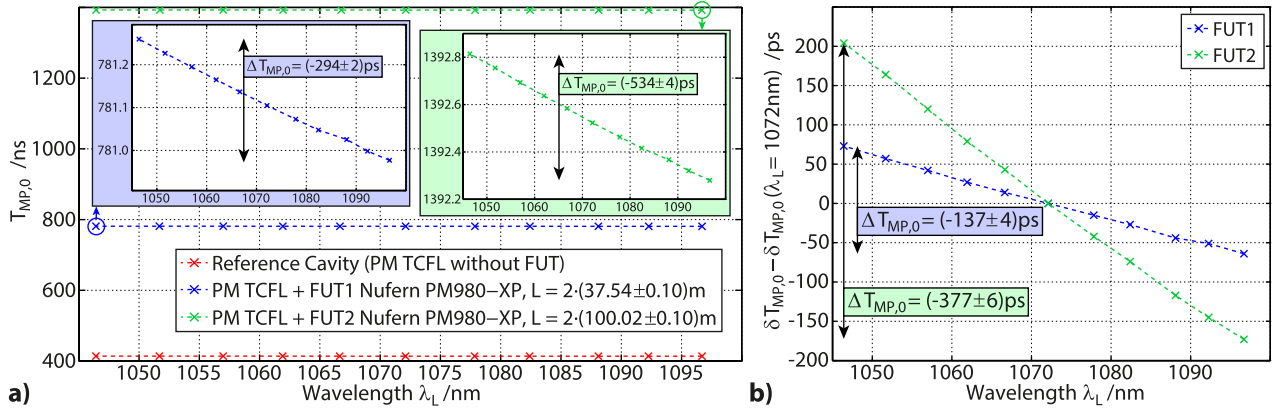 1400
1200
1000
800
600
400
T_MP,0 /ns
781.2
781.1
781.0
ΔT_MP,0 = (-294±2)ps
1050 1060 1070 1080 1090
1392.8
1392.6
1392.4
1392.2
ΔT_MP,0 = (-534±4)ps
1050 1060 1070 1080 1090
Reference Cavity (PM TCFL without FUT)
PM TCFL + FUT1 Nufern PM980−XP, L = 2·(37.54±0.10)m
PM TCFL + FUT2 Nufern PM980−XP, L = 2·(100.02±0.10)m
1050 1055 1060 1065 1070 1075 1080 1085 1090 1095
a)
Wavelength λ_L /nm
δT_MP,0 − δT_MP,0 (λ_L = 1072nm) /ps
200
150
100
50
0
-50
-100
-150
-200
FUT1
FUT2
ΔT_MP,0 = (-137±4)ps
ΔT_MP,0 = (-377±6)ps
1050 1060 1070 1080 1090
b)
Wavelength λ_L /nm